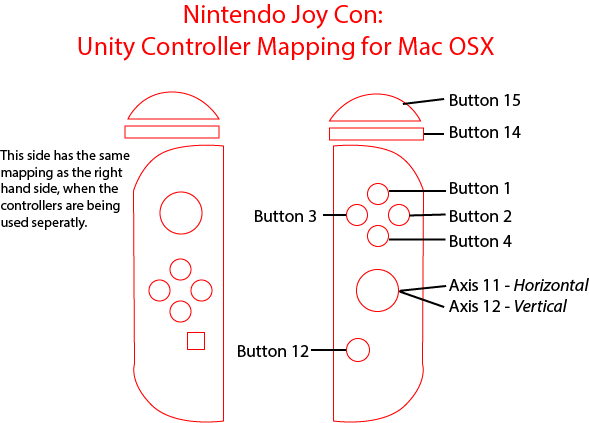 Nintendo Joy Con:
Unity Controller Mapping for Mac OSX
Button 15
Button 14
This side has the same
mapping as the right
hand side, when the
controllers are being
used seperatly.
Button 1
Button 3
Button 2
Button 4
Axis 11 - Horizontal
Axis 12 - Vertical
Button 12